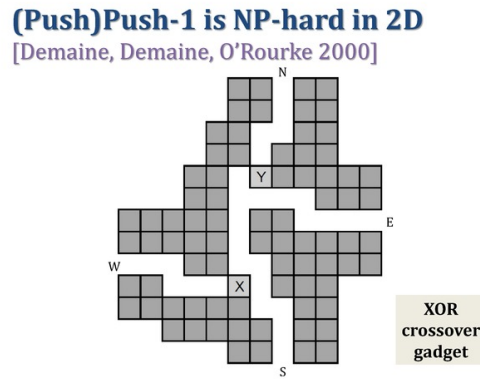 (Push)Push-1 is NP-hard in 2D
[Demaine, Demaine, O’Rourke 2000]
N
Y
E
W
X
XOR
crossover
gadget
S